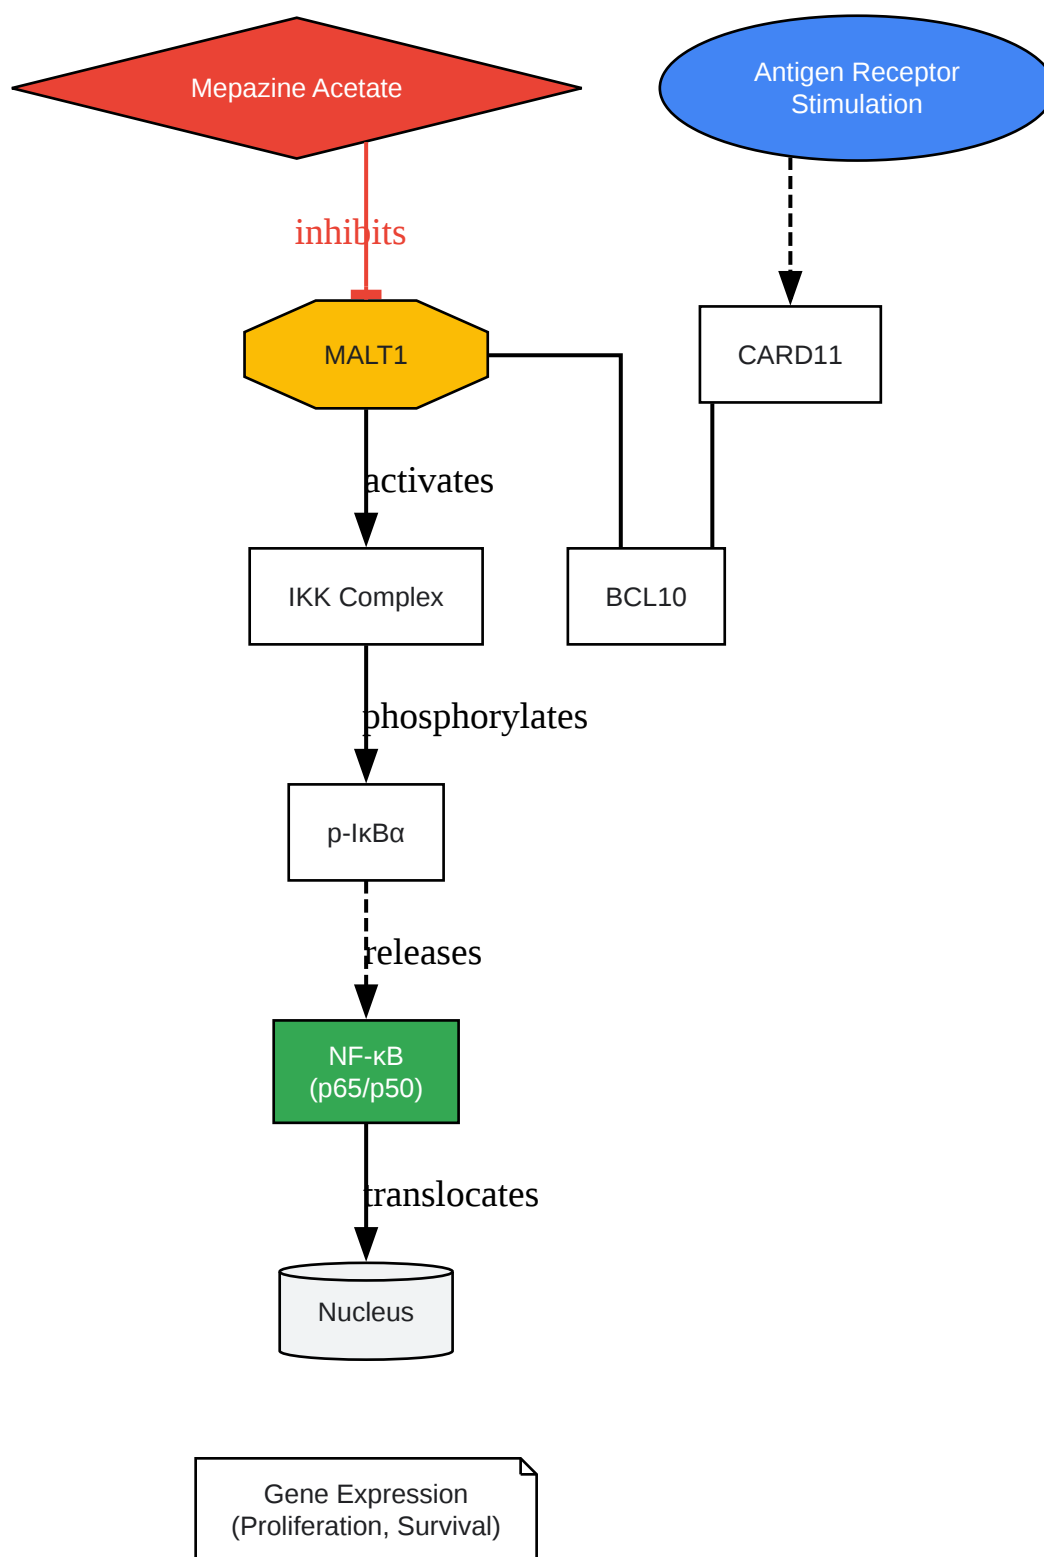 Mepazine Acetate
Antigen Receptor
Stimulation
inhibits
MALT1
CARD11
activates
IKK Complex
BCL10
phosphorylates
p-IκBα
releases
NF-κB
(p65/p50)
translocates
Nucleus
Gene Expression
(Proliferation, Survival)